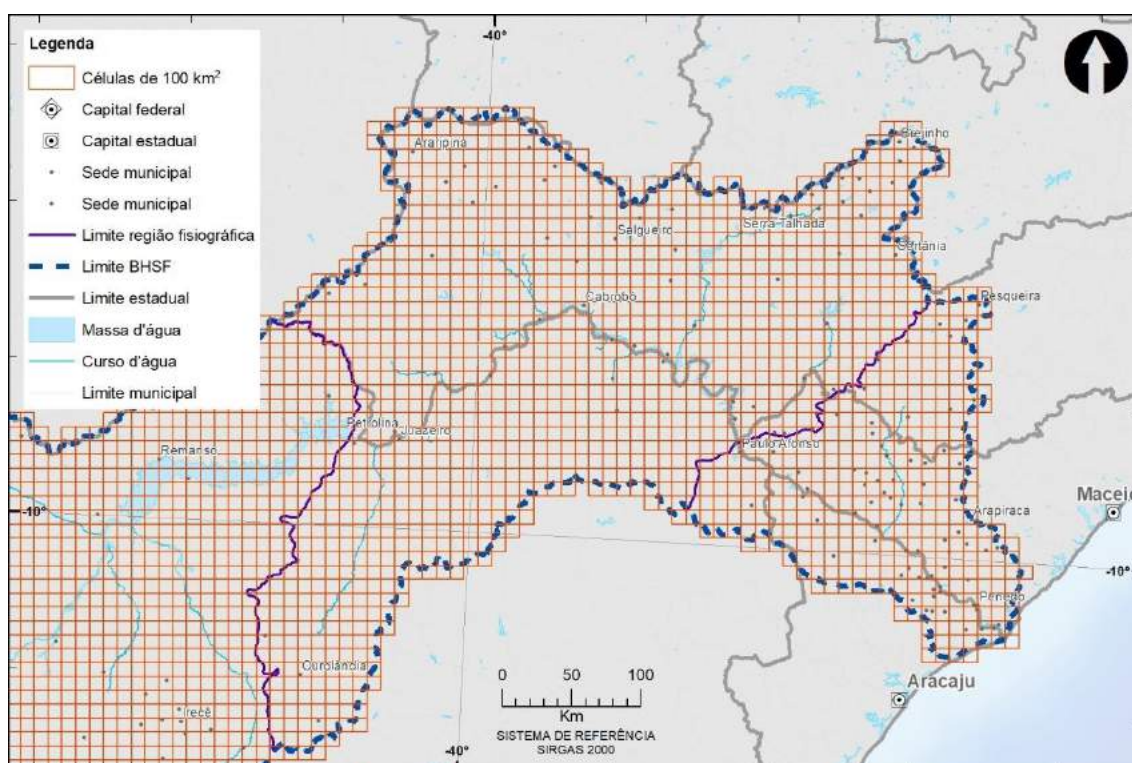 Legenda
Células de 100 km²
Capital federal
Capital estadual
Sede municipal
Sede municipal
Limite região fisiográfica
Limite BHSF
Limite estadual
Massa d'água
Curso d'água
Limite municipal
-40°
Araripina
Brejinho
Salgueiro
Serra Talhada
Sertânia
Cabrobó
Pesqueira
Petrolina
Juazeiro
Paulo Afonso
Remanso
Maceió
-10°
Arapiraca
-10°
Penedo
Ourolândia
Aracaju
Irecê
0 50 100
Km
SISTEMA DE REFERÊNCIA
SIRGAS 2000
-40°